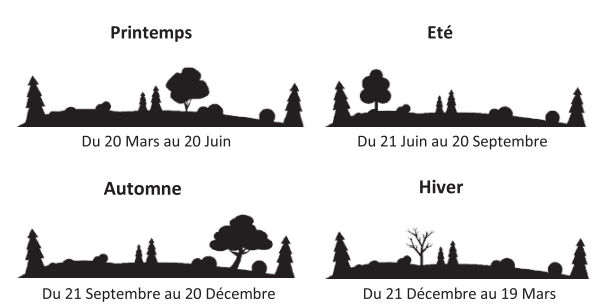 Printemps
Eté
Du 20 Mars au 20 Juin
Du 21 Juin au 20 Septembre
Automne
Hiver
Du 21 Septembre au 20 Décembre
Du 21 Décembre au 19 Mars